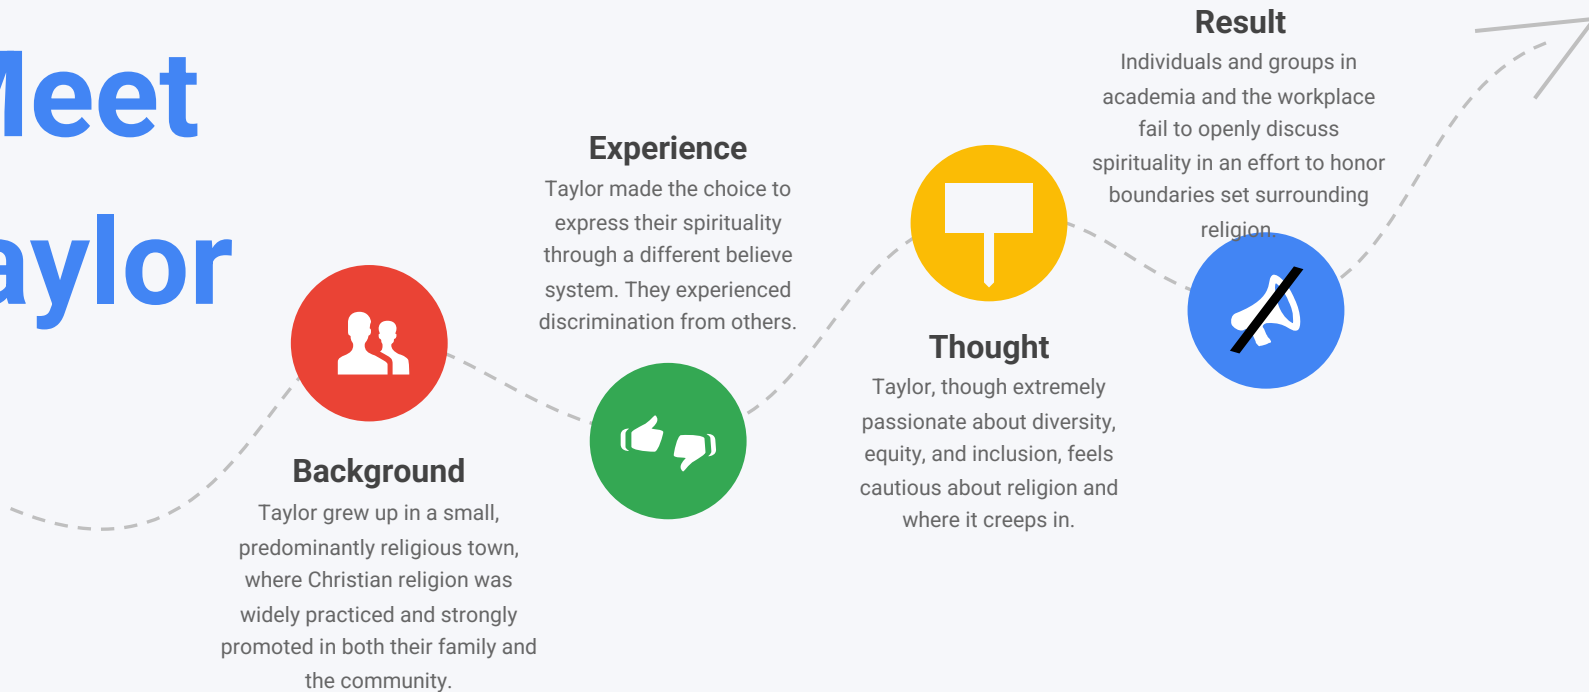 Meet
aylor
Background
Taylor grew up in a small,
predominantly religious town,
where Christian religion was
widely practiced and strongly
promoted in both their family and
the community.
Experience
Taylor made the choice to
express their spirituality
through a different believe
system. They experienced
discrimination from others.
Thought
Taylor, though extremely
passionate about diversity,
equity, and inclusion, feels
cautious about religion and
where it creeps in.
Result
Individuals and groups in
academia and the workplace
fail to openly discuss
spirituality in an effort to honor
boundaries set surrounding
religion.